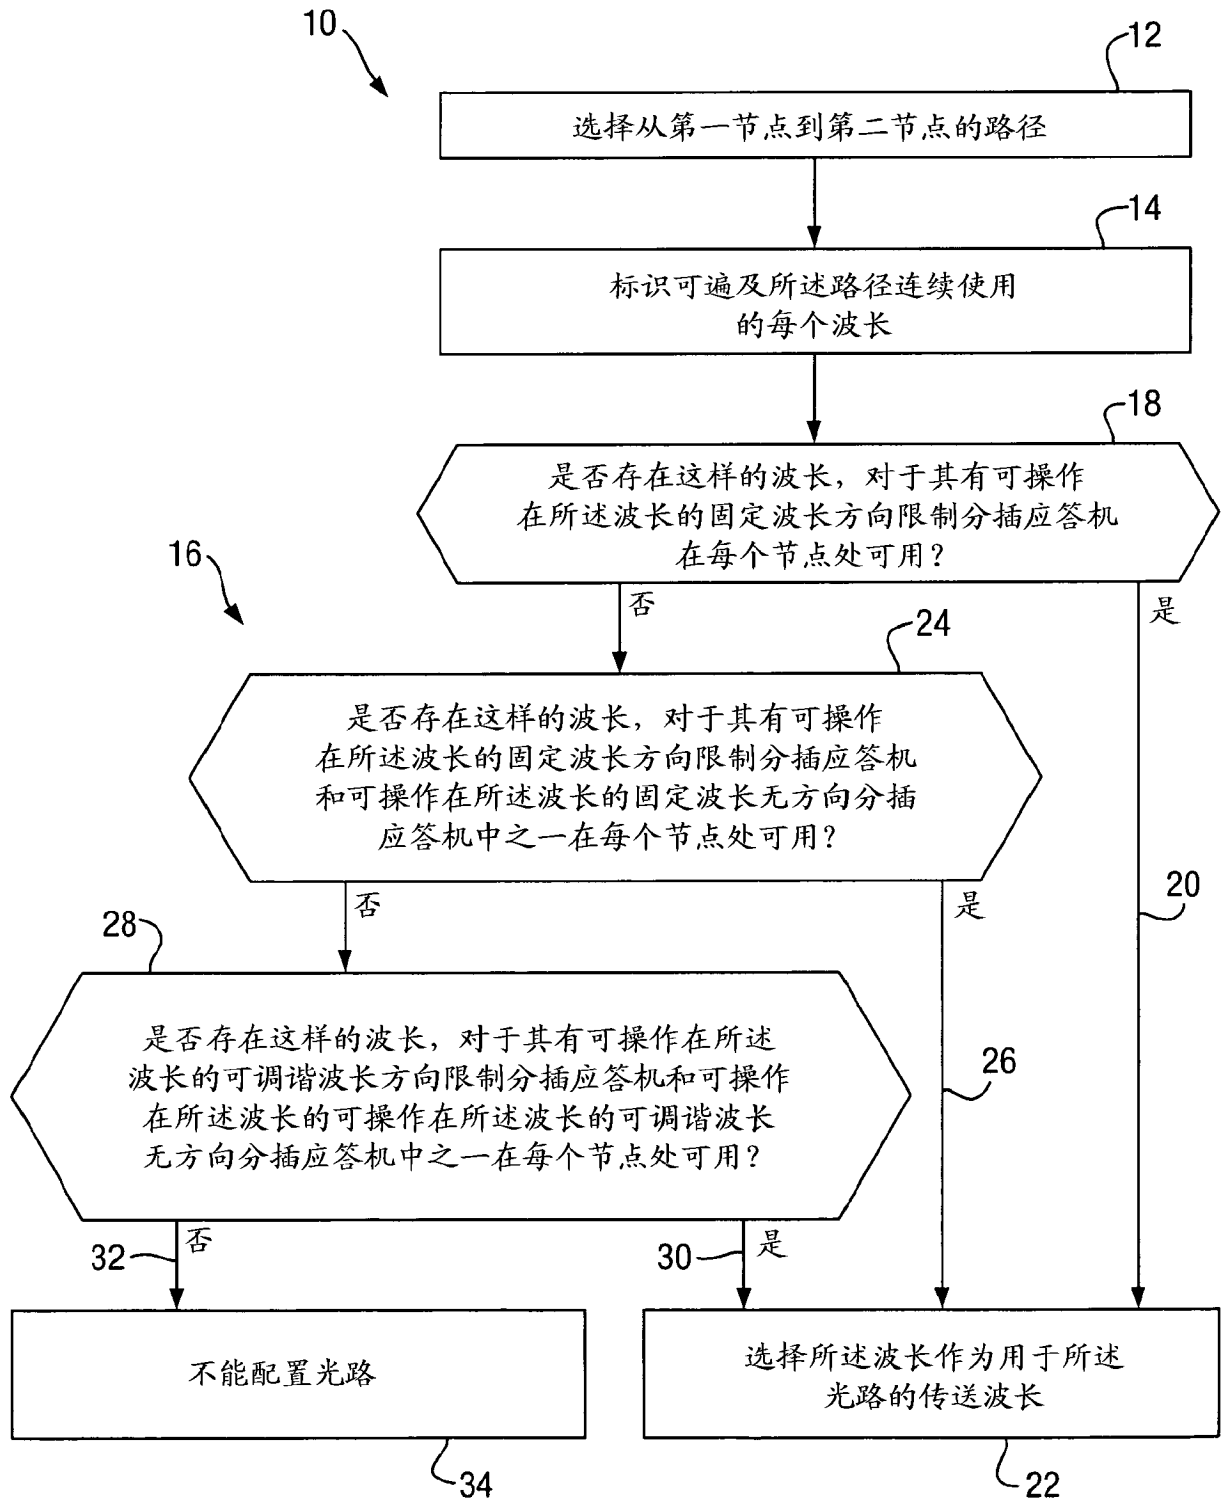 10
12
选择从第一节点到第二节点的路径
14
标识可遍及所述路径连续使用
的每个波长
18
是否存在这样的波长，对于其有可操作
在所述波长的固定波长方向限制分插应答机
在每个节点处可用？
16
否
是
24
是否存在这样的波长，对于其有可操作
在所述波长的固定波长方向限制分插应答机
和可操作在所述波长的固定波长无方向分插
应答机中之一在每个节点处可用？
否
是
20
28
是否存在这样的波长，对于其有可操作在所述
波长的可调谐波长方向限制分插应答机和可操作
在所述波长的可操作在所述波长的可调谐波长
无方向分插应答机中之一在每个节点处可用？
26
32
否
30
是
不能配置光路
选择所述波长作为用于所述
光路的传送波长
34
22